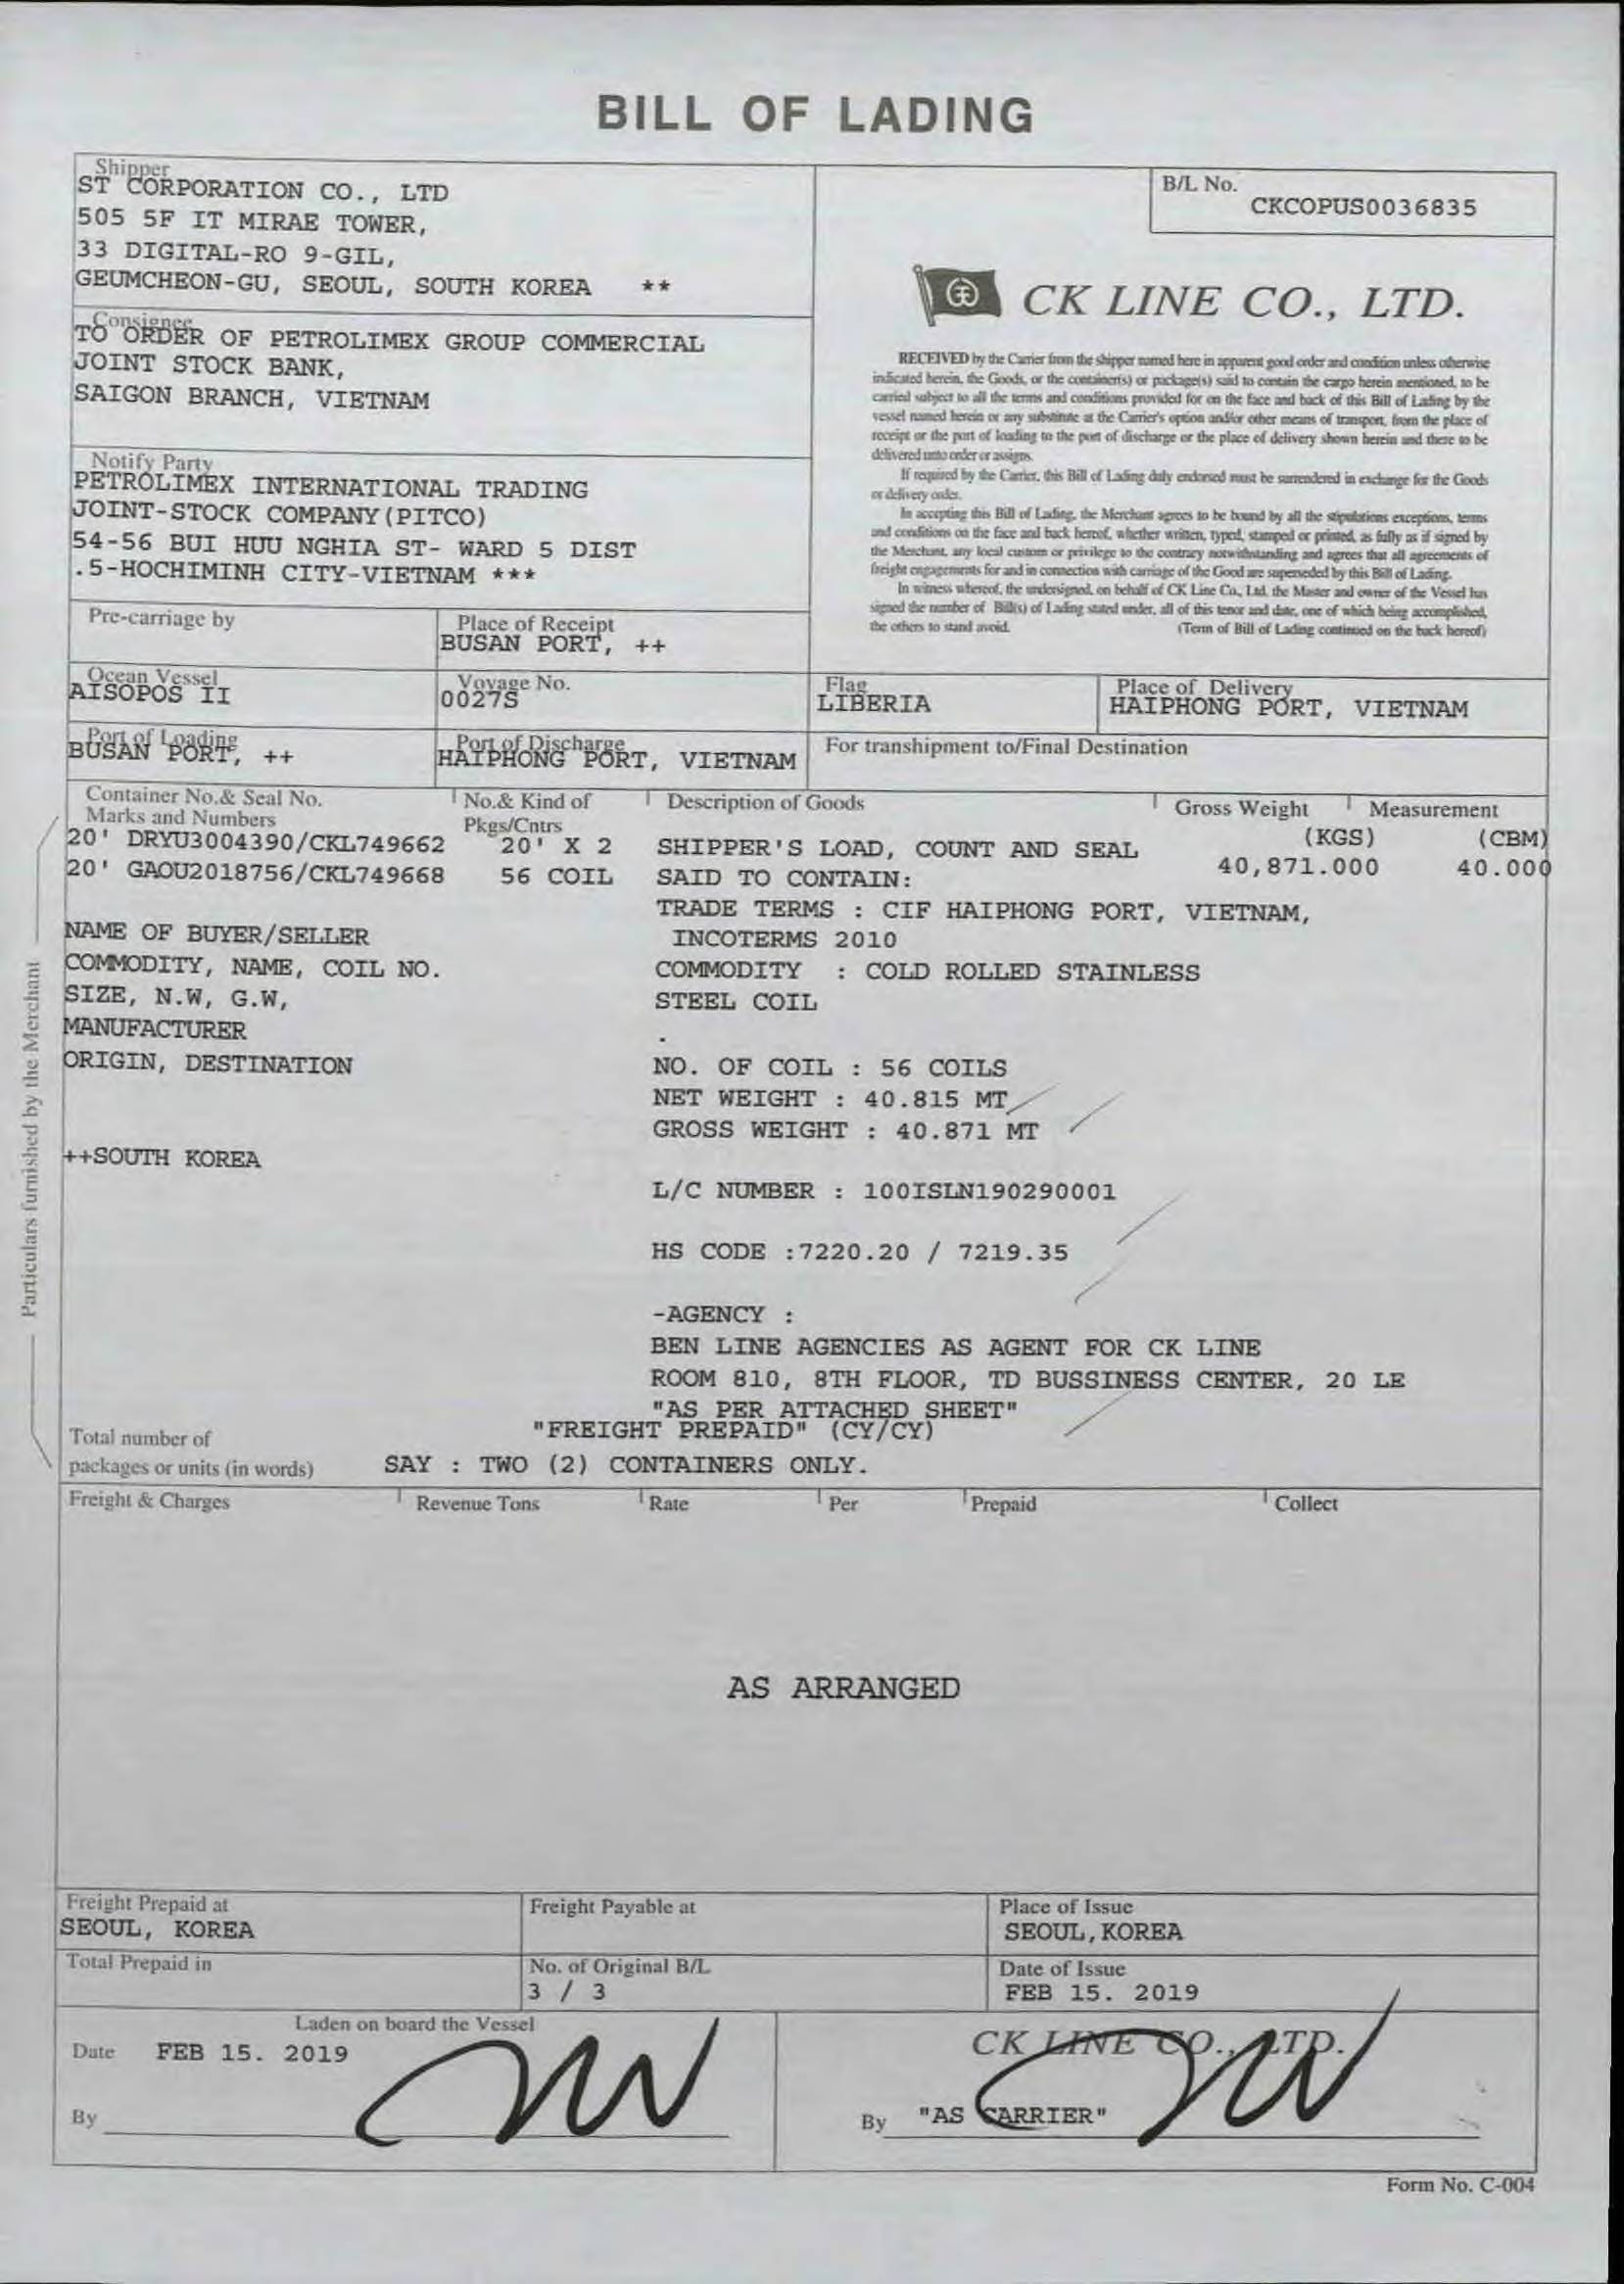 BILL OF LADING
Shipper
ST CORPORATION CO., LTD
505 5F IT MIRAE TOWER,
33 DIGITAL-RO 9-GIL,
GEUMCHEON-GU, SEOUL, SOUTH KOREA **
B/L No.
CKCOPUS0036835
CK LINE CO., LTD.
Consignee
TO ORDER OF PETROLIMEX GROUP COMMERCIAL
JOINT STOCK BANK,
SAIGON BRANCH, VIETNAM
Notify Party
PETROLIMEX INTERNATIONAL TRADING
JOINT-STOCK COMPANY(PITCO)
54-56 BUI HUU NGHIA ST- WARD 5 DIST
.5-HOCHIMINH CITY-VIETNAM ***
RECEIVED by the Carrier from the shipper named here in apparent good order and condition unless otherwise
indicated herein, the Goods, or the container(s) or package(s) said to contain the cargo herein mentioned, to be
carried subject to all the terms and conditions provided for on the face and back of this Bill of Lading by the
vessel named herein or any substitute at the Carrier's option and/or other means of transport, from the place of
receipt or the port of loading to the port of discharge or the place of delivery shown herein and there to be
delivered unto order or assigns.
If required by the Carrier, this Bill of Lading duly endorsed must be surrendered in exchange for the Goods
or delivery order.
In accepting this Bill of Lading, the Merchant agrees to be bound by all the stipulations exceptions, terms
and conditions on the face and back hereof, whether written, typed, stamped or printed, as fully as if signed by
the Merchant, any local custom or privilege to the contrary notwithstanding and agrees that all agreements of
freight engagements for and in connection with carriage of the Good are superseded by this Bill of Lading.
In witness whereof, the undersigned, on behalf of CK Line Co., Ltd. the Master and owner of the Vessel has
signed the number of Bill(s) of Lading stated under, all of this tenor and date, one of which being accomplished,
the others to stand avoid. (Term of Bill of Lading continued on the back hereof)
Pre-carriage by
Place of Receipt
BUSAN PORT, ++
Ocean Vessel
AISOPOS II
Voyage No.
0027S
Flag
LIBERIA
Place of Delivery
HAIPHONG PORT, VIETNAM
Port of Loading
BUSAN PORT, ++
Port of Discharge
HAIPHONG PORT, VIETNAM
For transhipment to/Final Destination
Container No.& Seal No.
Marks and Numbers
No.& Kind of
Pkgs/Cntrs
Description of Goods
Gross Weight
(KGS)
Measurement
(CBM)
20' DRYU3004390/CKL749662 20' X 2 SHIPPER'S LOAD, COUNT AND SEAL
20' GAOU2018756/CKL749668 56 COIL SAID TO CONTAIN: 40,871.000 40.000
TRADE TERMS : CIF HAIPHONG PORT, VIETNAM,
NAME OF BUYER/SELLER INCOTERMS 2010
COMMODITY, NAME, COIL NO. COMMODITY : COLD ROLLED STAINLESS
SIZE, N.W, G.W, STEEL COIL
MANUFACTURER .
ORIGIN, DESTINATION NO. OF COIL : 56 COILS
NET WEIGHT : 40.815 MT
GROSS WEIGHT : 40.871 MT
++SOUTH KOREA
L/C NUMBER : 100ISLN190290001
HS CODE :7220.20 / 7219.35
-AGENCY :
BEN LINE AGENCIES AS AGENT FOR CK LINE
ROOM 810, 8TH FLOOR, TD BUSSINESS CENTER, 20 LE
"AS PER ATTACHED SHEET"
"FREIGHT PREPAID" (CY/CY)
Particulars furnished by the Merchant
Total number of
packages or units (in words) SAY : TWO (2) CONTAINERS ONLY.
Freight & Charges Revenue Tons Rate Per Prepaid Collect
AS ARRANGED
Freight Prepaid at
SEOUL, KOREA
Freight Payable at
Place of Issue
SEOUL, KOREA
Total Prepaid in
No. of Original B/L
3 / 3
Date of Issue
FEB 15. 2019
Laden on board the Vessel
Date FEB 15. 2019
By
CK LINE CO., LTD.
By "AS CARRIER"
Form No. C-004